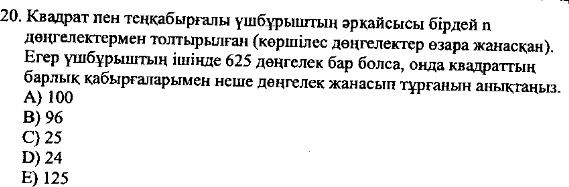 20. Квадрат пен теңқабырғалы үшбұрыштың әрқайсысы бірдей n
дөңгелектермен толтырылған (көршілес дөңгелектер өзара жанасқан).
Егер үшбұрыштың ішінде 625 дөңгелек бар болса, онда квадраттың
барлық қабырғаларымен неше дөңгелек жанасып тұрғанын анықтаңыз.
A) 100
B) 96
C) 25
D) 24
E) 125